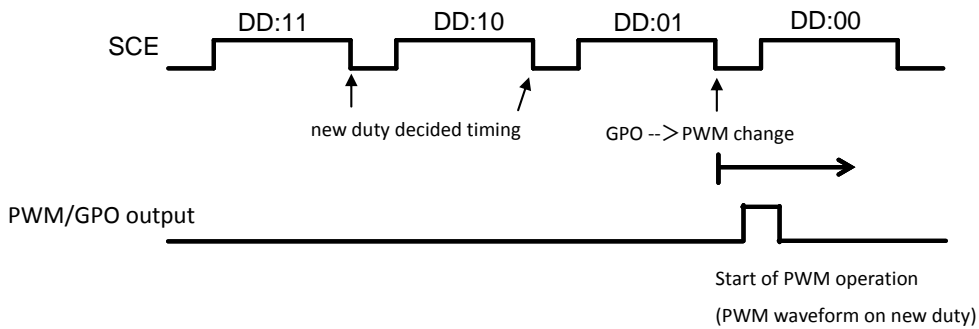 DD:11 DD:10 DD:01 DD:00
SCE
new duty decided timing
GPO --＞PWM change
PWM/GPO output
Start of PWM operation
(PWM waveform on new duty)